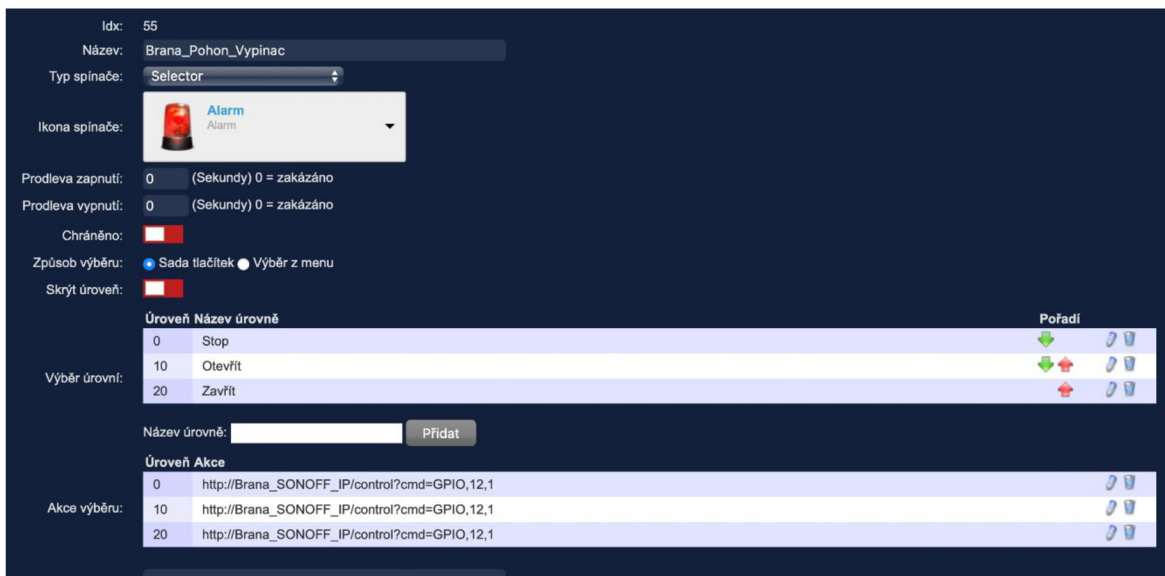 Idx: 55
Název: Brana_Pohon_Vypinac
Typ spínače: Selector
Ikona spínače: Alarm
Alarm
Prodleva zapnutí: 0 (Sekundy) 0 = zakázáno
Prodleva vypnutí: 0 (Sekundy) 0 = zakázáno
Chráněno:
Způsob výběru: Sada tlačítek Výběr z menu
Skrýt úroveň:
Úroveň Název úrovně Pořadí
0 Stop
Výběr úrovní: 10 Otevřít
20 Zavřít
Název úrovně: Přidat
Úroveň Akce
0 http://Brana_SONOFF_IP/control?cmd=GPIO,12,1
Akce výběru: 10 http://Brana_SONOFF_IP/control?cmd=GPIO,12,1
20 http://Brana_SONOFF_IP/control?cmd=GPIO,12,1